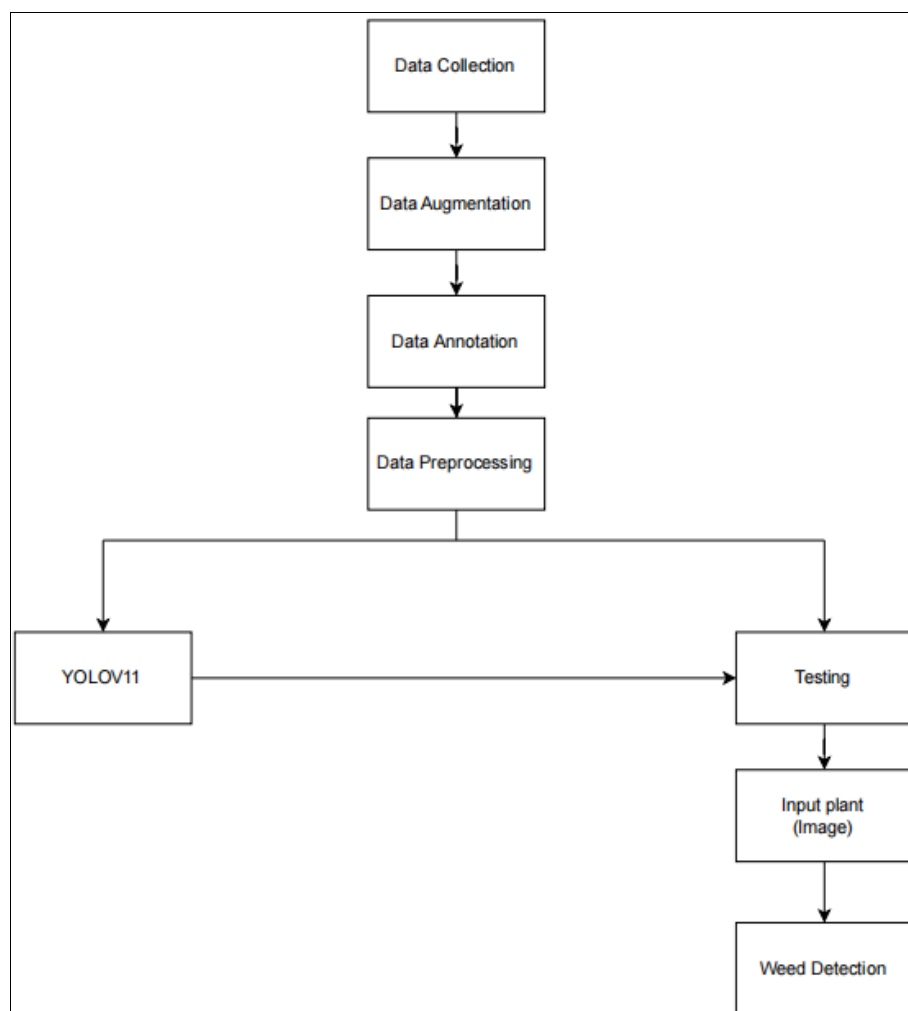 Data Collection
Data Augmentation
Data Annotation
Data Preprocessing
YOLOV11
Testing
Input plant
(Image)
Weed Detection